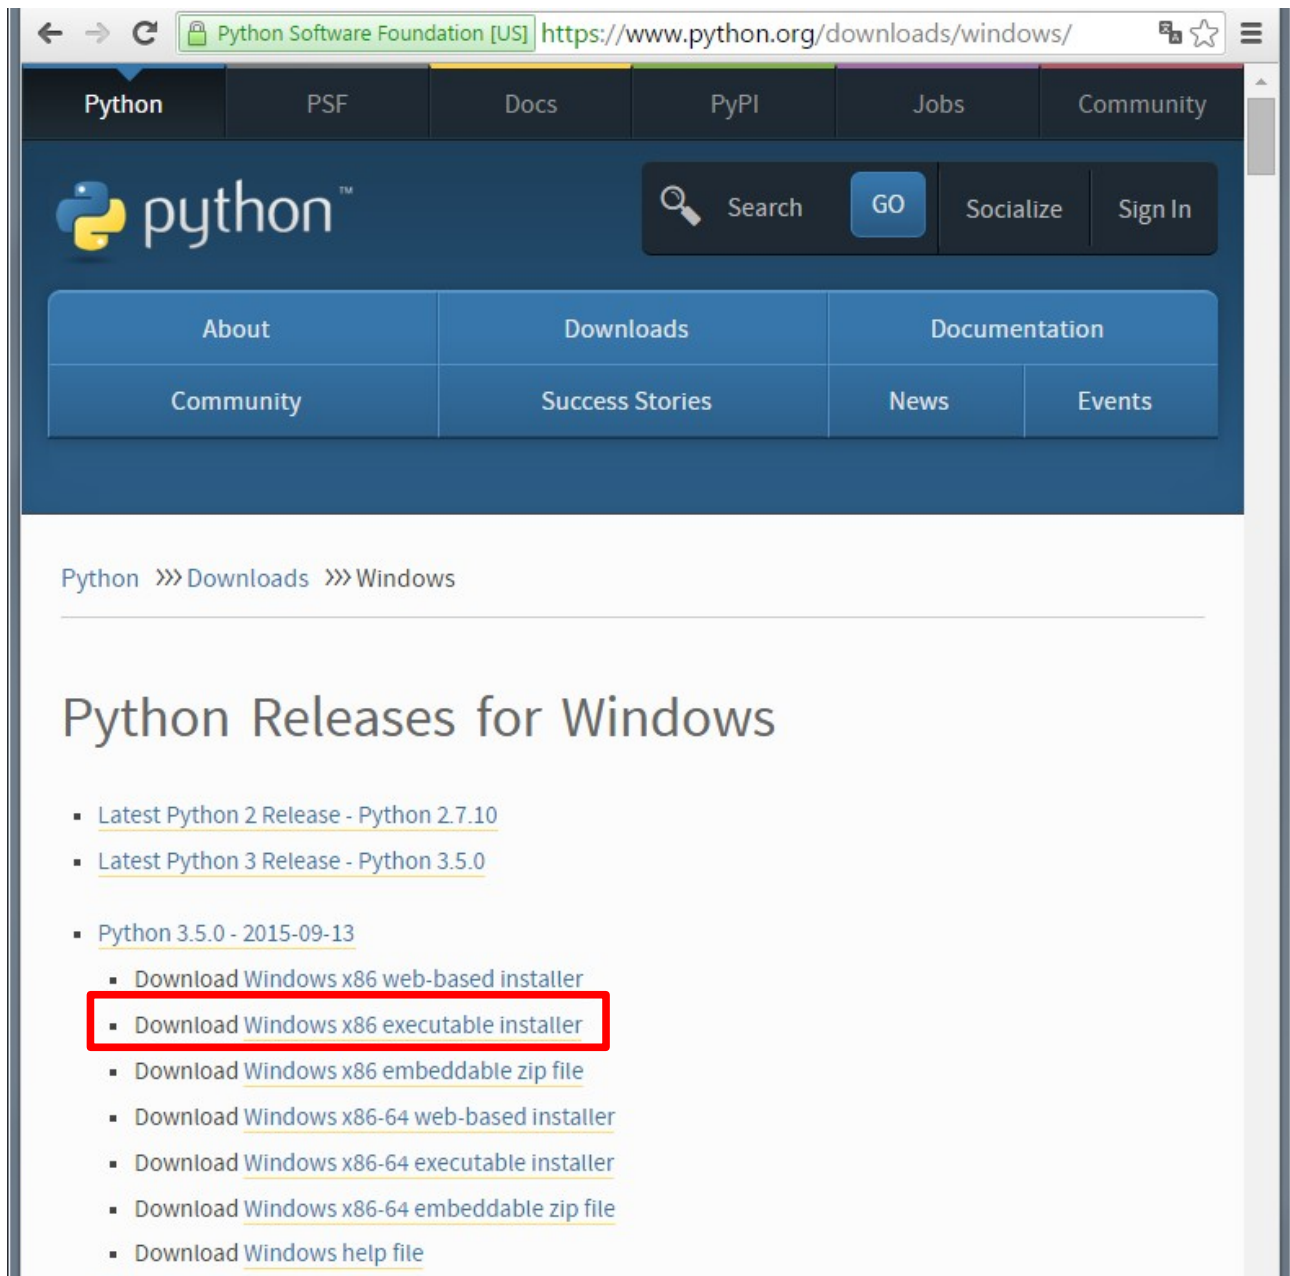 Python Software Foundation [US] https://www.python.org/downloads/windows/
Python PSF Docs PyPI Jobs Community
python™ Search GO Socialize Sign In
About Downloads Documentation
Community Success Stories News Events
Python >>> Downloads >>> Windows
Python Releases for Windows
Latest Python 2 Release - Python 2.7.10
Latest Python 3 Release - Python 3.5.0
Python 3.5.0 - 2015-09-13
Download Windows x86 web-based installer
Download Windows x86 executable installer
Download Windows x86 embeddable zip file
Download Windows x86-64 web-based installer
Download Windows x86-64 executable installer
Download Windows x86-64 embeddable zip file
Download Windows help file